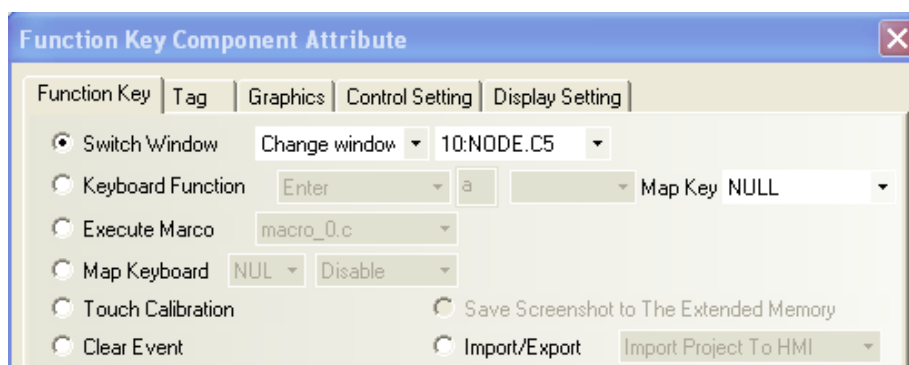 Function Key Component Attribute
Function Key Tag Graphics Control Setting Display Setting
Switch Window Change window 10:NODE.C5
Keyboard Function Enter a Map Key NULL
Execute Marco macro_0.c
Map Keyboard NUL Disable
Touch Calibration Save Screenshot to The Extended Memory
Clear Event Import/Export Import Project To HMI